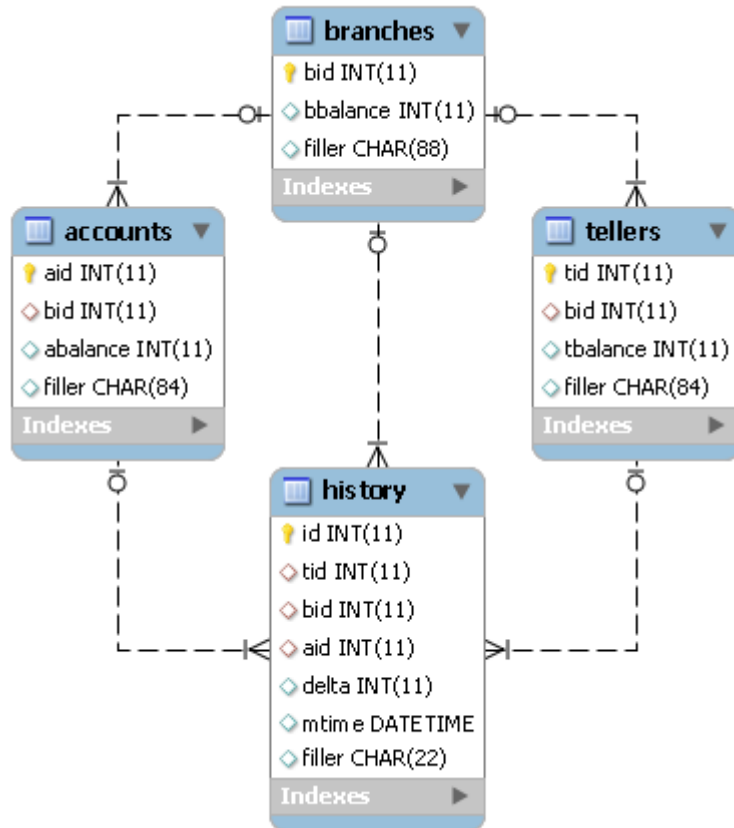 branches
bid INT(11)
bbalance INT(11)
filler CHAR(88)
Indexes
accounts
aid INT(11)
bid INT(11)
abalance INT(11)
filler CHAR(84)
Indexes
tellers
tid INT(11)
bid INT(11)
tbalance INT(11)
filler CHAR(84)
Indexes
history
id INT(11)
tid INT(11)
bid INT(11)
aid INT(11)
delta INT(11)
mtime DATETIME
filler CHAR(22)
Indexes